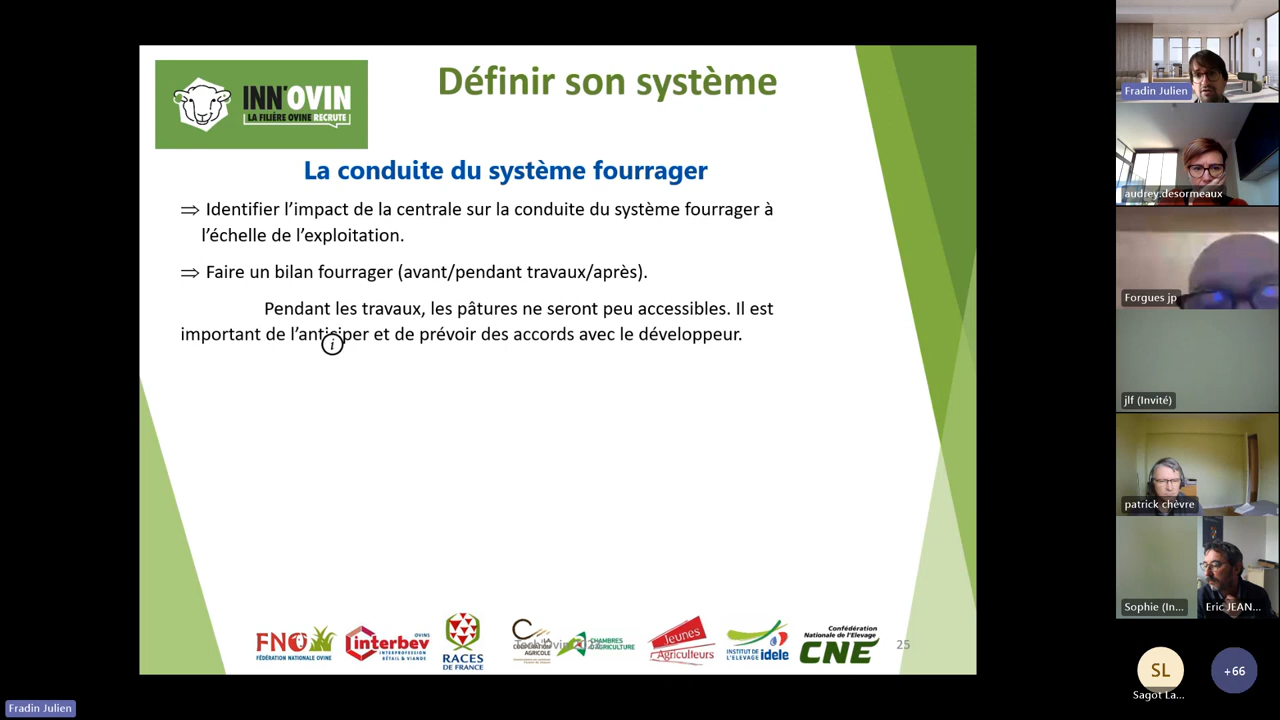 Définir son système
INN'OVIN
LA FILIÈRE OVINE RECRUTE
La conduite du système fourrager
⇒ Identifier l’impact de la centrale sur la conduite du système fourrager à
l’échelle de l’exploitation.
⇒ Faire un bilan fourrager (avant/pendant travaux/après).
Pendant les travaux, les pâtures ne seront peu accessibles. Il est
important de l’anticiper et de prévoir des accords avec le développeur.
i
FNO
FÉDÉRATION NATIONALE OVINE
interbev
OVINS
INTERPROFESSION
BÉTAIL & VIANDE
RACES
DE FRANCE
COOPÉRATION
AGRICOLE
CHAMBRES
D'AGRICULTURE
Jeunes
Agriculteurs
INSTITUT DE
L'ELEVAGE idele
Confédération
Nationale de l'Elevage
CNE
25
Fradin Julien
audrey.desormeaux
Forgues jp
jlf (Invité)
patrick chèvre
Sophie (In...
Eric JEAN...
SL
Sagot La...
+66
Fradin Julien